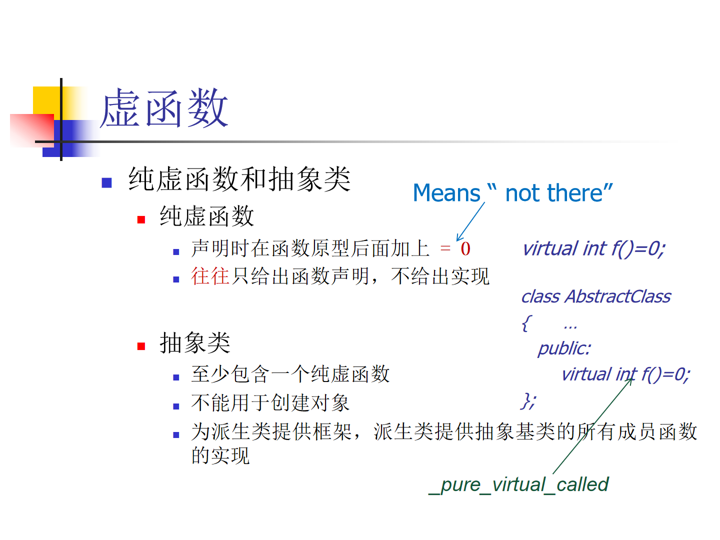 虚函数
纯虚函数和抽象类
Means “ not there”
纯虚函数
声明时在函数原型后面加上 = 0
virtual int f()=0;
往往只给出函数声明，不给出实现
class AbstractClass
{ …
public:
virtual int f()=0;
};
抽象类
至少包含一个纯虚函数
不能用于创建对象
为派生类提供框架，派生类提供抽象基类的所有成员函数
的实现
_pure_virtual_called